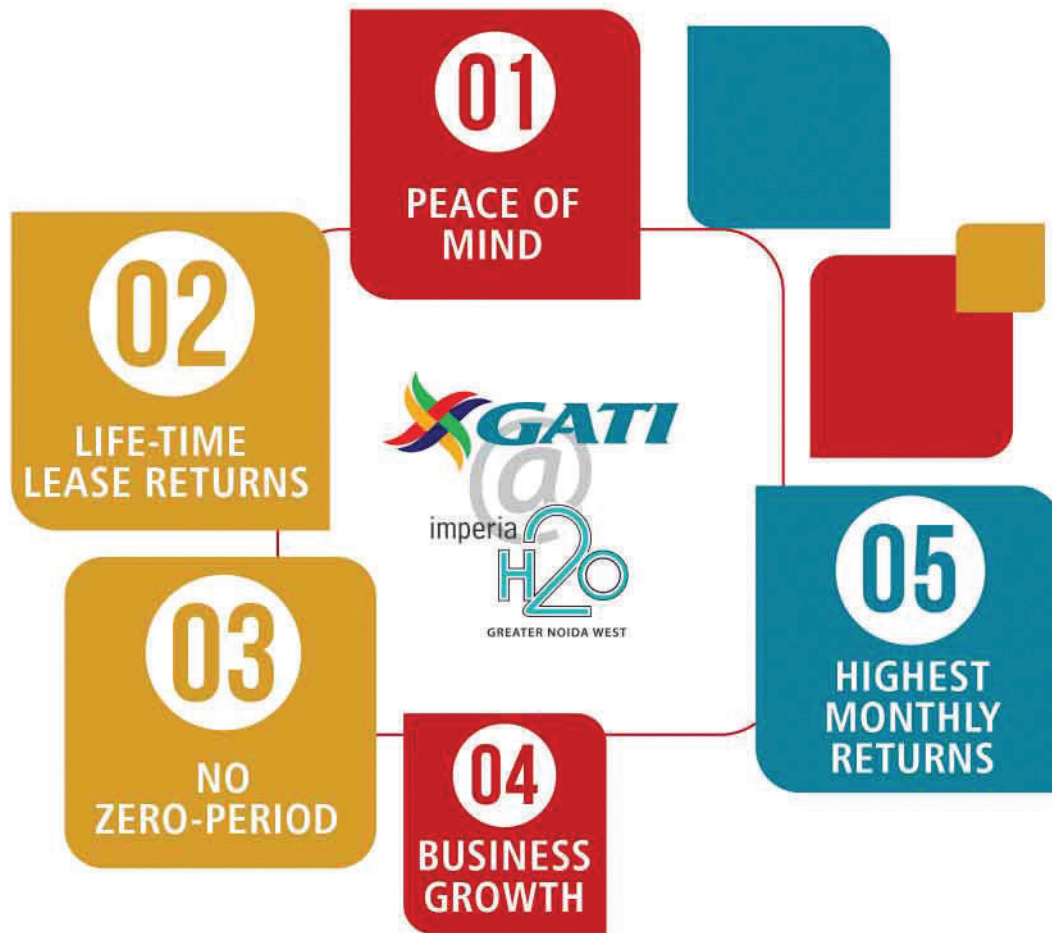 01
PEACE OF
MIND
02
LIFE-TIME
LEASE RETURNS
03
NO
ZERO-PERIOD
04
BUSINESS
GROWTH
05
HIGHEST
MONTHLY
RETURNS
GATI
@
imperia
H2O
GREATER NOIDA WEST